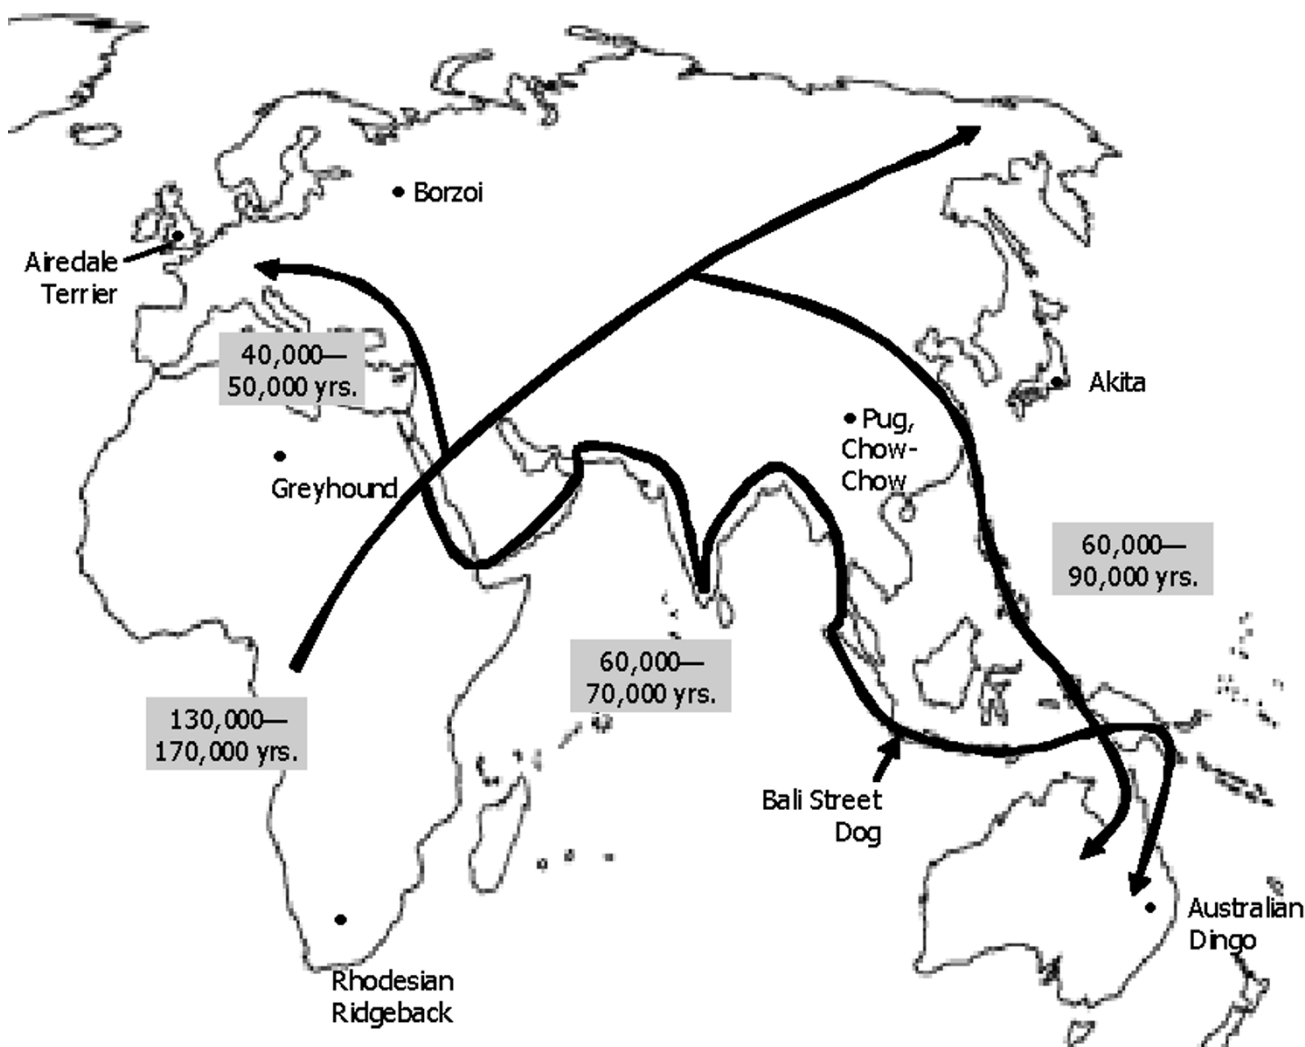 Borzoi
Airedale
Terrier
40,000—
50,000 yrs.
Akita
Pug,
Chow-
Chow
Greyhound
60,000—
90,000 yrs.
60,000—
70,000 yrs.
130,000—
170,000 yrs.
Bali Street
Dog
Australian
Dingo
Rhodesian
Ridgeback